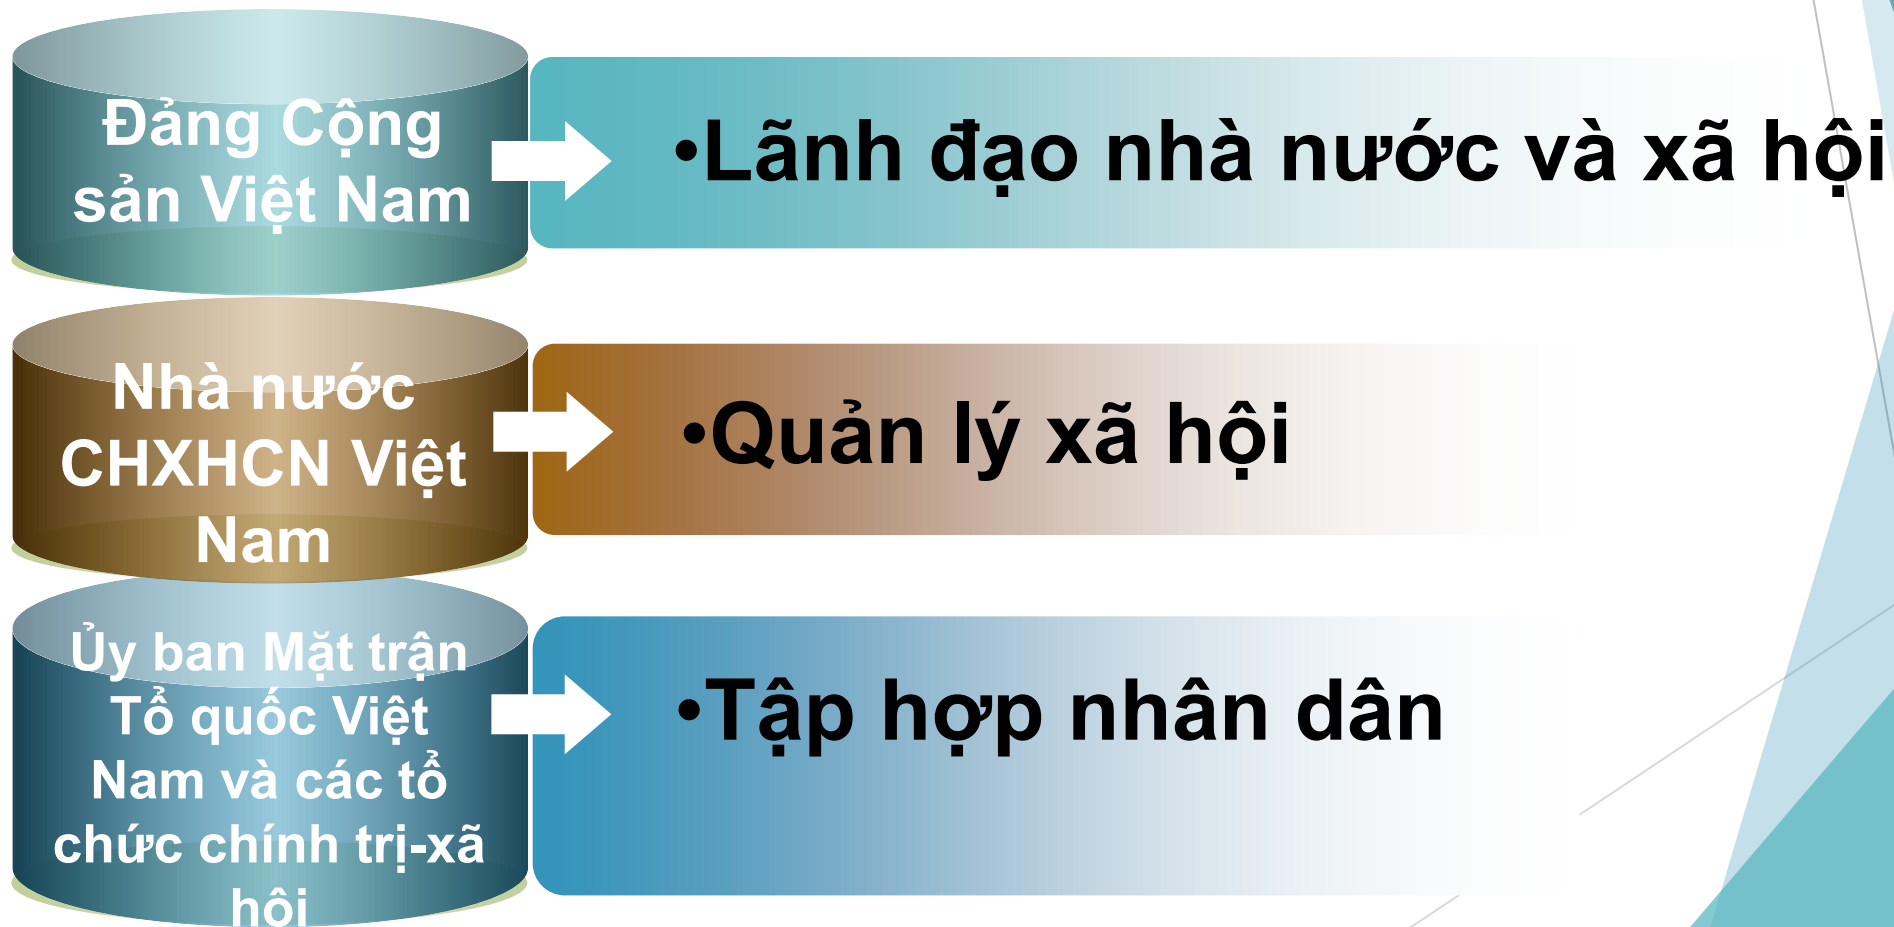 Đảng Cộng
sản Việt Nam
•Lãnh đạo nhà nước và xã hội
Nhà nước
CHXHCN Việt
Nam
•Quản lý xã hội
Ủy ban Mặt trận
Tổ quốc Việt
Nam và các tổ
chức chính trị-xã
hội
•Tập hợp nhân dân